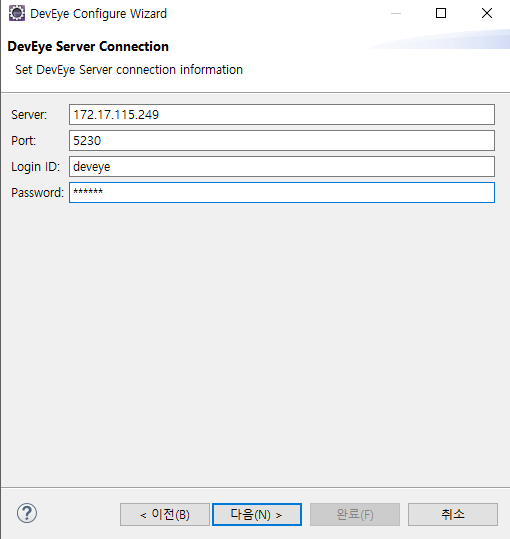 DevEye Configure Wizard
DevEye Server Connection
Set DevEye Server connection information
Server: 172.17.115.249
Port: 5230
Login ID: deveye
Password: ******
? < 이전(B) 다음(N) > 완료(F) 취소